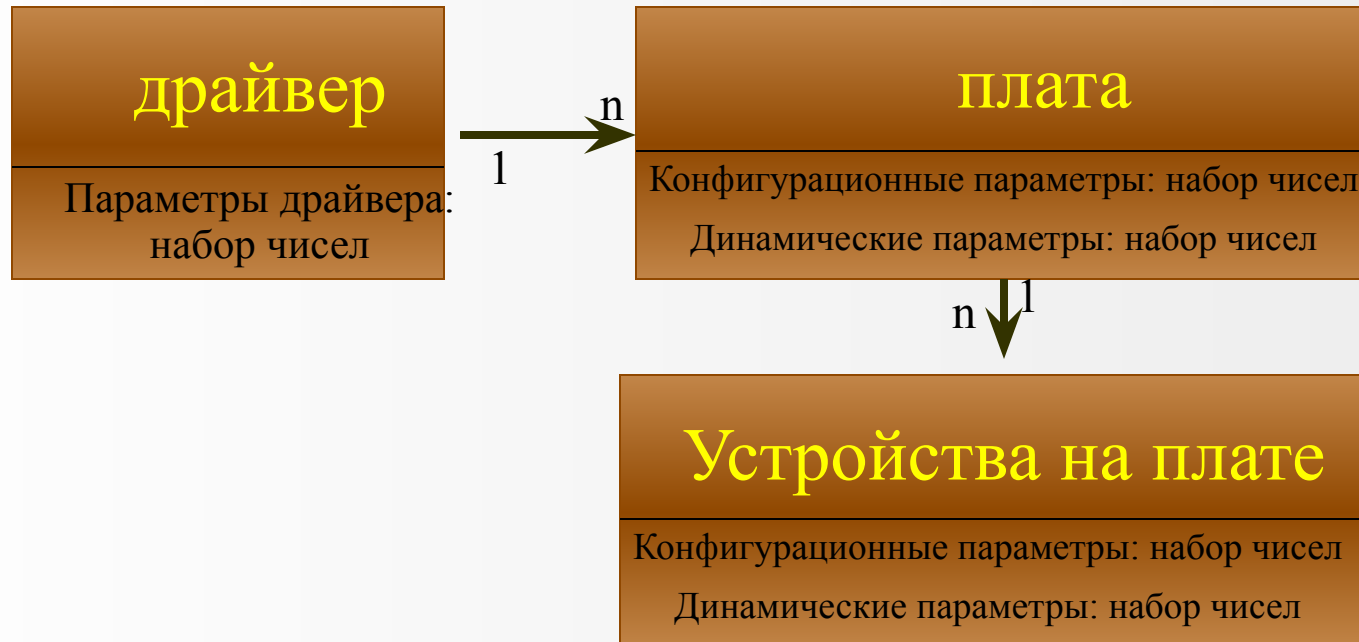 драйвер
Параметры драйвера:
набор чисел
1
n
плата
Конфигурационные параметры: набор чисел
Динамические параметры: набор чисел
1
n
Устройства на плате
Конфигурационные параметры: набор чисел
Динамические параметры: набор чисел